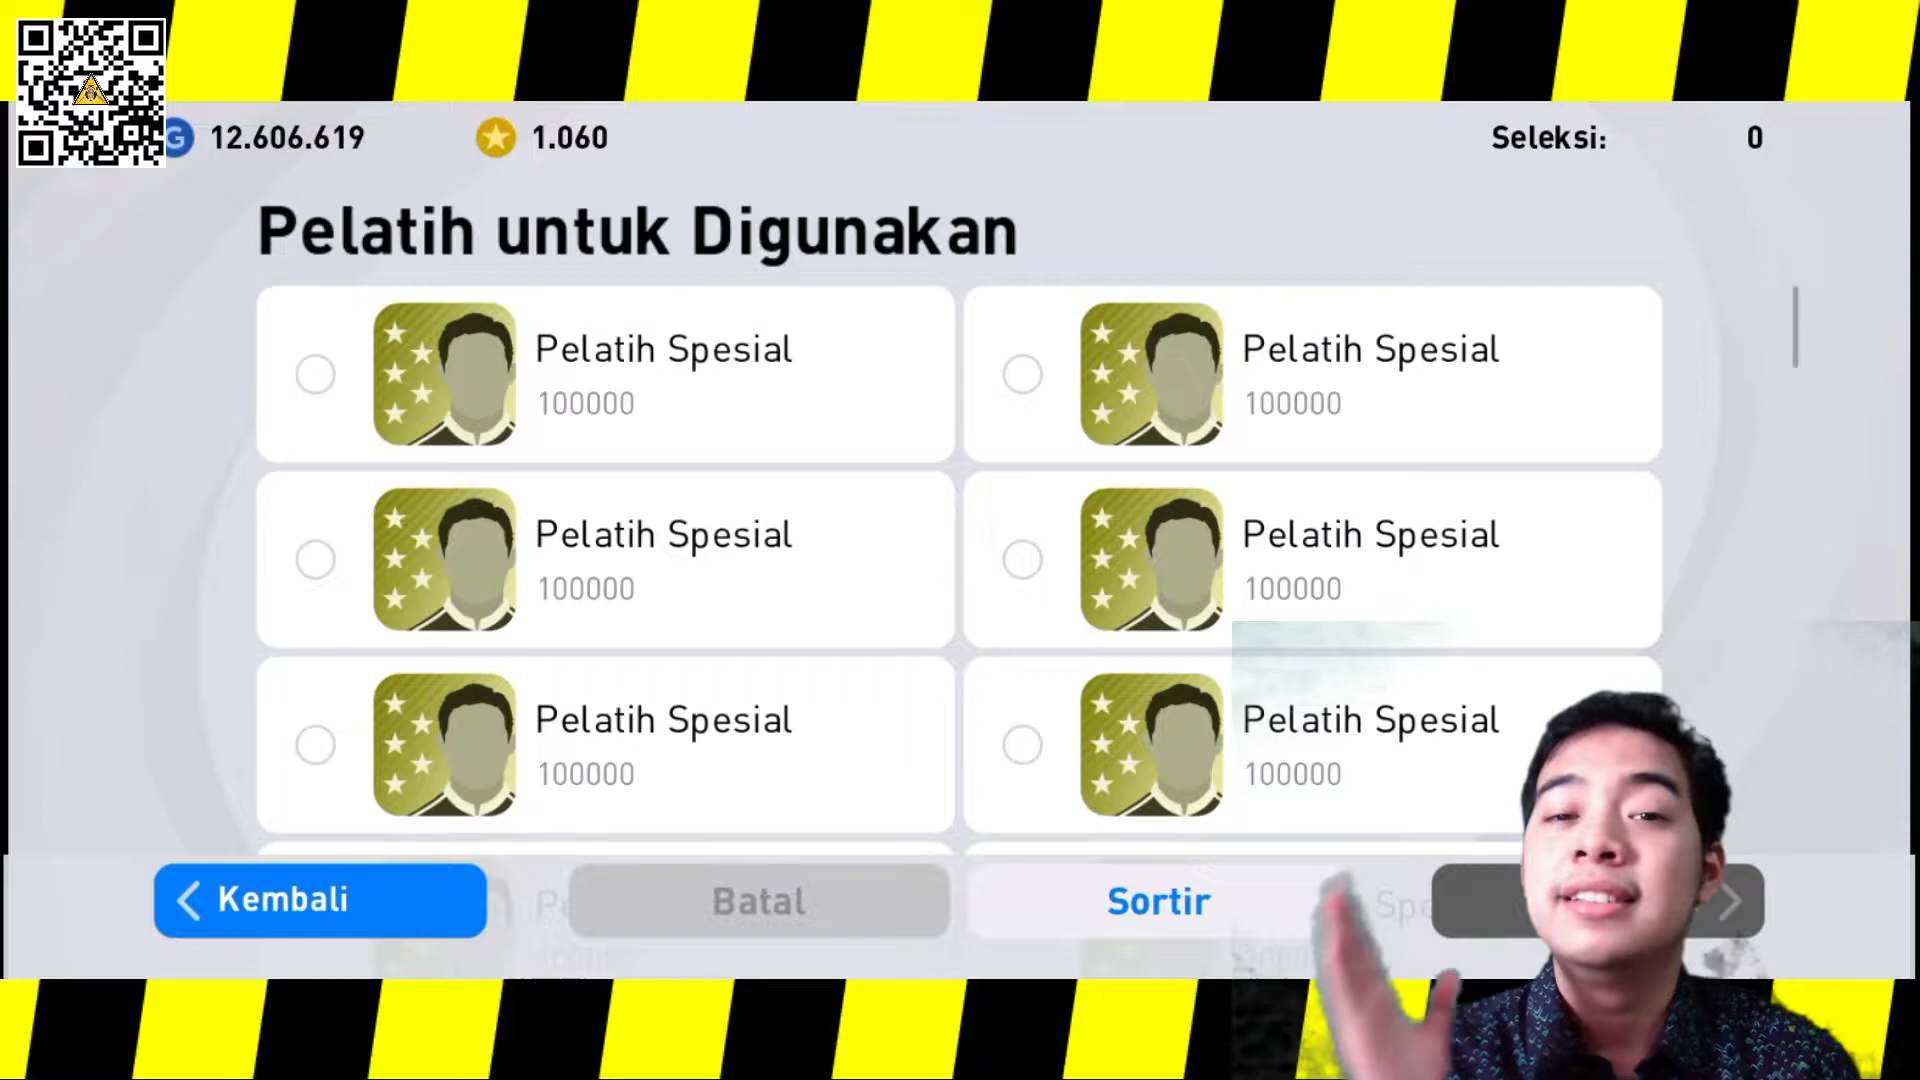 G 12.606.619 1.060 Seleksi: 0
Pelatih untuk Digunakan
Pelatih Spesial
100000
Pelatih Spesial
100000
Pelatih Spesial
100000
Pelatih Spesial
100000
Pelatih Spesial
100000
Pelatih Spesial
100000
Kembali
Batal
Sortir